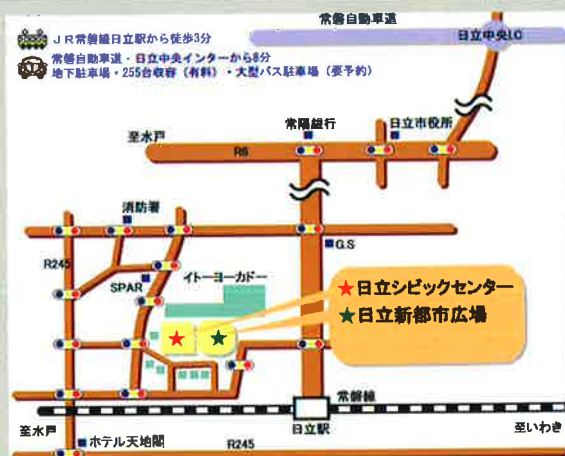 常磐自動車道
JR常磐線日立駅から徒歩3分
日立中央I.C
常磐自動車道・日立中央インターから8分
地下駐車場・255台収容（有料）・大型バス駐車場（要予約）
常陽銀行
日立市役所
至水戸
R6
消防署
G.S
R245
イトーヨーカドー
SPAR
★日立シビックセンター
★日立新都市広場
常磐線
至水戸
日立駅
至いわき
ホテル天地閣
R245